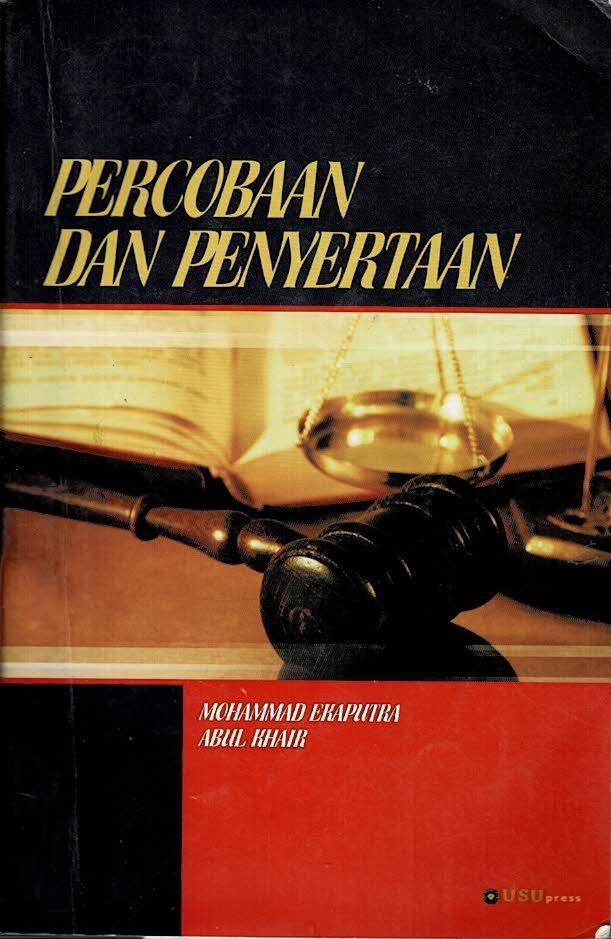 PERCOBAAN
DAN PENYERTAAN
MOHAMMAD EKAPUTRA
ABUL KHAIR
USUpress